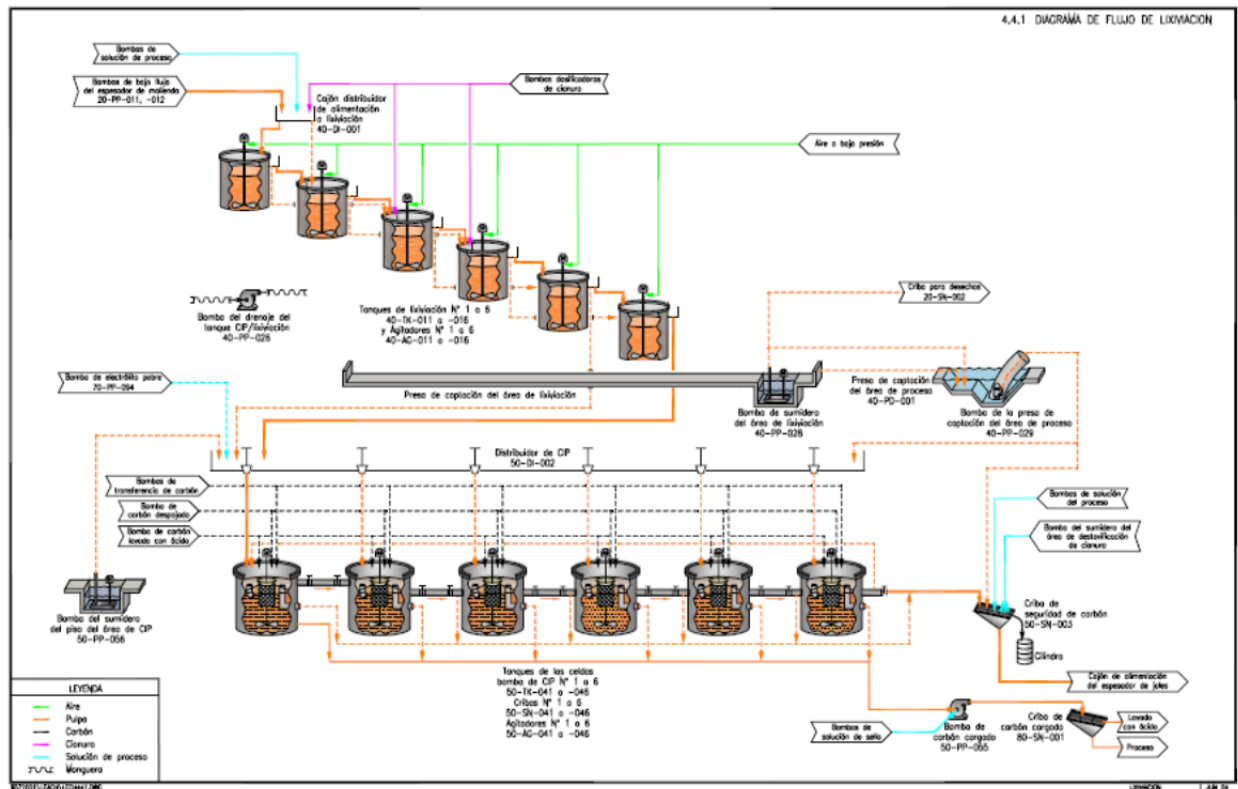 4.4.1 DIAGRAMA DE FLUJO DE LIXIVIACION
Bombas de
solución de proceso
Bombas de bajo flujo
del espesador de molienda
20-PP-011, -012
Cajón distribuidor
de alimentación
a lixiviación
40-DI-001
Bombas dosificadoras
de cianuro
Aire a baja presión
Bomba del drenaje del
tanque CIP/lixiviación
40-PP-026
Tanques de lixiviación N° 1 a 6
40-TK-011 a -016
y Agitadores N° 1 a 6
40-AG-011 a -016
Criba para desechos
20-SN-002
Bomba de electrólito pobre
70-PP-094
Presa de captación del área de lixiviación
Bomba de sumidero
del área de lixiviación
40-PP-028
Presa de captación
del área de proceso
40-PD-001
Bomba de la presa de
captación del área de proceso
40-PP-029
Distribuidor de CIP
50-DI-002
Bombas de
transferencia de carbón
Bomba de
carbón despojado
Bomba de carbón
lavado con ácido
Bombas de solución
del proceso
Bomba del sumidero del
área de destoxificación
de cianuro
Bomba del sumidero
del piso del área de CIP
50-PP-056
Criba de
seguridad de carbón
50-SN-003
Cilindro
Cajón de alimentación
del espesador de jales
Tanques de las celdas
bomba de CIP N° 1 a 6
50-TK-041 a -046
Cribas N° 1 a 6
50-SN-041 a -046
Agitadores N° 1 a 6
50-AG-041 a -046
Bombas de
solución de sello
Bomba de
carbón cargado
50-PP-055
Criba de
carbón cargado
80-SN-001
Lavado
con ácido
Proceso
LEYENDA
Aire
Pulpa
Carbón
Cianuro
Solución de proceso
Manguera
LIXIVIACIÓN